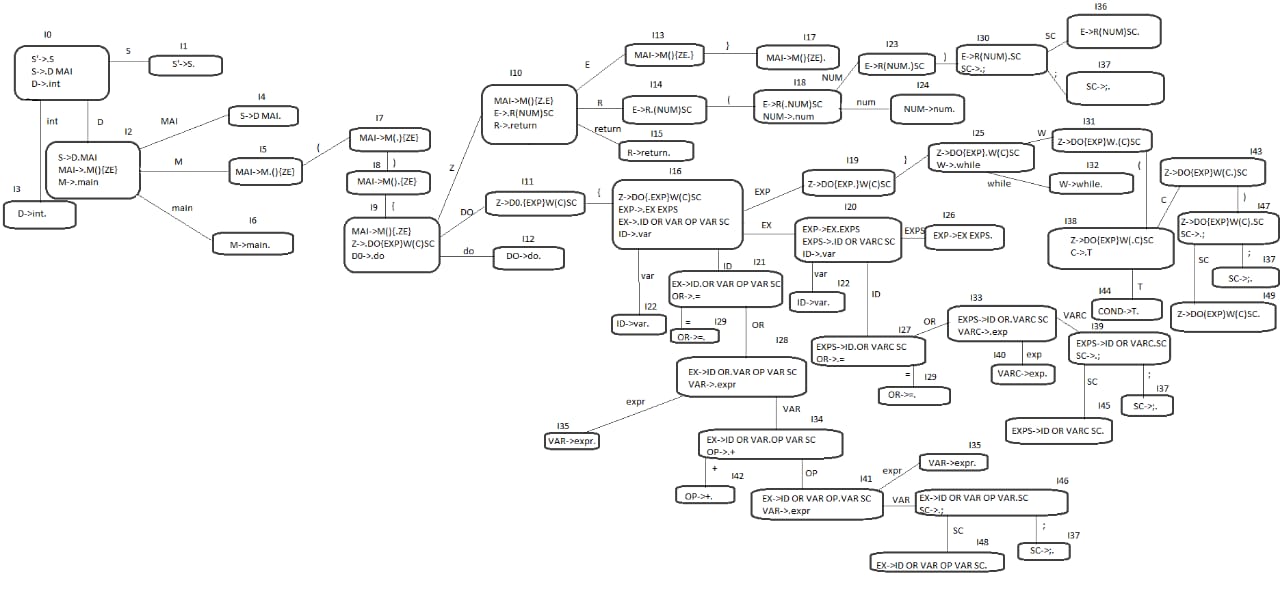 I0
S'->.S
S->.D MAI
D->.int
S
I1
S'->S.
int
D
I3
D->int.
I2
S->D.MAI
MAI->.M(){ZE}
M->.main
MAI
I4
S->D MAI.
M
I5
MAI->M.(){ZE}
main
I6
M->main.
(
I7
MAI->M(.){ZE}
)
I8
MAI->M().{ZE}
{
I9
MAI->M(){.ZE}
Z->.DO{EXP}W(C)SC
D0->.do
Z
I10
MAI->M(){Z.E}
E->.R(NUM)SC
R->.return
DO
I11
Z->D0.{EXP}W(C)SC
do
I12
DO->do.
E
I13
MAI->M(){ZE.}
}
I17
MAI->M(){ZE}.
R
I14
E->R.(NUM)SC
return
I15
R->return.
(
I18
E->R(.NUM)SC
NUM->.num
NUM
I23
E->R(NUM.)SC
num
I24
NUM->num.
)
I30
E->R(NUM).SC
SC->.;
SC
I36
E->R(NUM)SC.
;
I37
SC->;.
{
I16
Z->DO{.EXP}W(C)SC
EXP->.EX EXPS
EX->.ID OR VAR OP VAR SC
ID->.var
EXP
I19
Z->DO{EXP.}W(C)SC
}
I25
Z->DO{EXP}.W(C)SC
W->.while
W
I31
Z->DO{EXP}W.(C)SC
while
I32
W->while.
(
I38
Z->DO{EXP}W(.C)SC
C->.T
C
I43
Z->DO{EXP}W(C.)SC
)
I47
Z->DO{EXP}W(C).SC
SC->.;
SC
;
I37
SC->;.
I49
Z->DO{EXP}W(C)SC.
T
I44
COND->T.
EX
I20
EXP->EX.EXPS
EXPS->.ID OR VARC SC
ID->.var
EXPS
I26
EXP->EX EXPS.
var
I22
ID->var.
ID
I27
EXPS->ID.OR VARC SC
OR->.=
OR
I33
EXPS->ID OR.VARC SC
VARC->.exp
=
I29
OR->=.
exp
I40
VARC->exp.
VARC
I39
EXPS->ID OR VARC.SC
SC->.;
SC
I45
EXPS->ID OR VARC SC.
;
I37
SC->;.
var
I22
ID->var.
ID
I21
EX->ID.OR VAR OP VAR SC
OR->.=
=
I29
OR->=.
OR
I28
EX->ID OR.VAR OP VAR SC
VAR->.expr
expr
I35
VAR->expr.
VAR
I34
EX->ID OR VAR.OP VAR SC
OP->.+
+
I42
OP->+.
OP
I41
EX->ID OR VAR OP.VAR SC
VAR->.expr
expr
I35
VAR->expr.
VAR
I46
EX->ID OR VAR OP VAR.SC
SC->.;
SC
I48
EX->ID OR VAR OP VAR SC.
;
I37
SC->;.